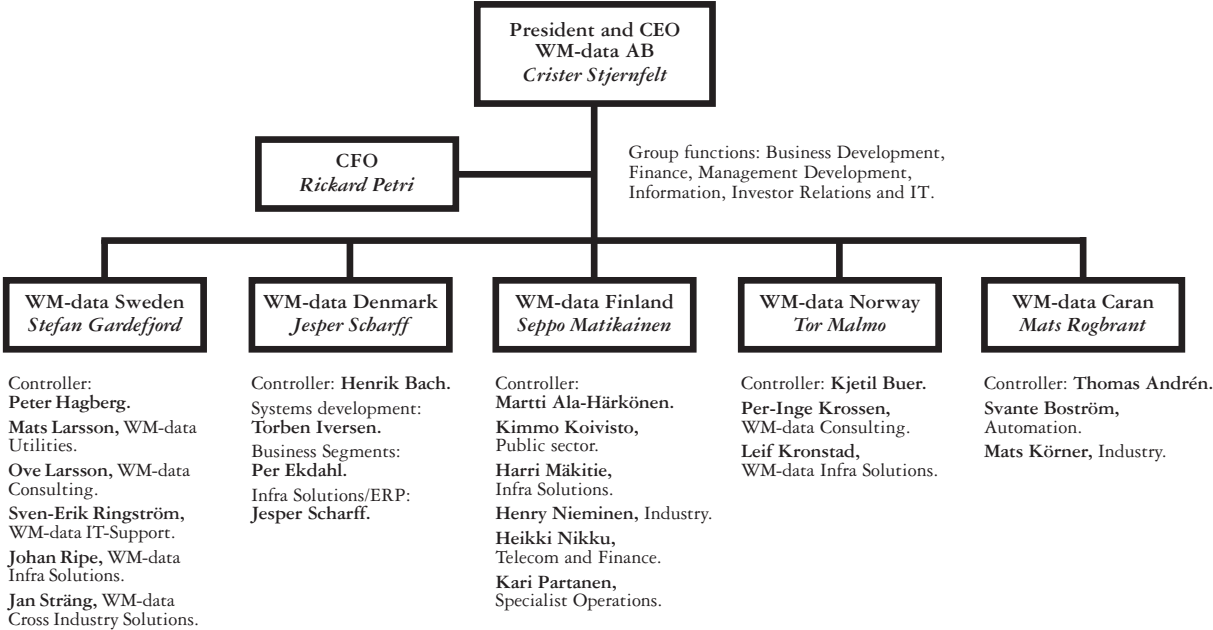 President and CEO
WM-data AB
Crister Stjernfelt
CFO
Rickard Petri
Group functions: Business Development,
Finance, Management Development,
Information, Investor Relations and IT.
WM-data Sweden
Stefan Gardefjord
WM-data Denmark
Jesper Scharff
WM-data Finland
Seppo Matikainen
WM-data Norway
Tor Malmo
WM-data Caran
Mats Rogbrant
Controller:
Peter Hagberg.
Mats Larsson, WM-data
Utilities.
Ove Larsson, WM-data
Consulting.
Sven-Erik Ringström,
WM-data IT-Support.
Johan Ripe, WM-data
Infra Solutions.
Jan Sträng, WM-data
Cross Industry Solutions.
Controller: Henrik Bach.
Systems development:
Torben Iversen.
Business Segments:
Per Ekdahl.
Infra Solutions/ERP:
Jesper Scharff.
Controller:
Martti Ala-Härkönen.
Kimmo Koivisto,
Public sector.
Harri Mäkitie,
Infra Solutions.
Henry Nieminen, Industry.
Heikki Nikku,
Telecom and Finance.
Kari Partanen,
Specialist Operations.
Controller: Kjetil Buer.
Per-Inge Krossen,
WM-data Consulting.
Leif Kronstad,
WM-data Infra Solutions.
Controller: Thomas Andrén.
Svante Boström,
Automation.
Mats Körner, Industry.